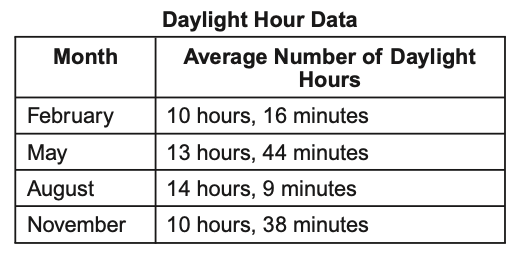 Daylight Hour Data
Month
Average Number of Daylight
Hours
February
10 hours, 16 minutes
May
13 hours, 44 minutes
August
14 hours, 9 minutes
November
10 hours, 38 minutes